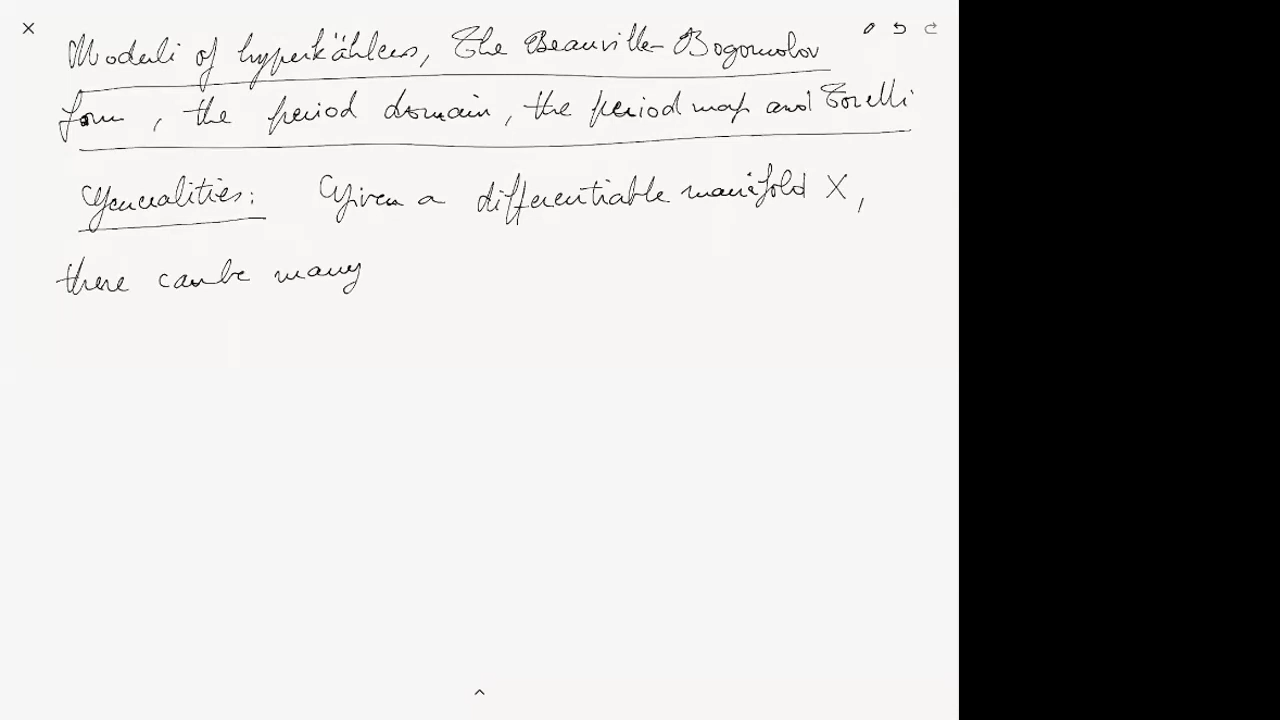 Moduli of hyperkählers, The Beauville-Bogomolov
form, the period domain, the period map and Torelli
Generalities: Given a differentiable manifold X,
there can be many